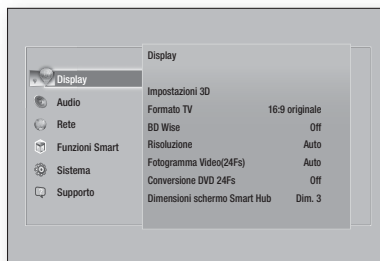 Display
Audio
Rete
Funzioni Smart
Sistema
Supporto
Display
Impostazioni 3D
Formato TV 16:9 originale
BD Wise Off
Risoluzione Auto
Fotogramma Video(24Fs) Auto
Conversione DVD 24Fs Off
Dimensioni schermo Smart Hub Dim. 3